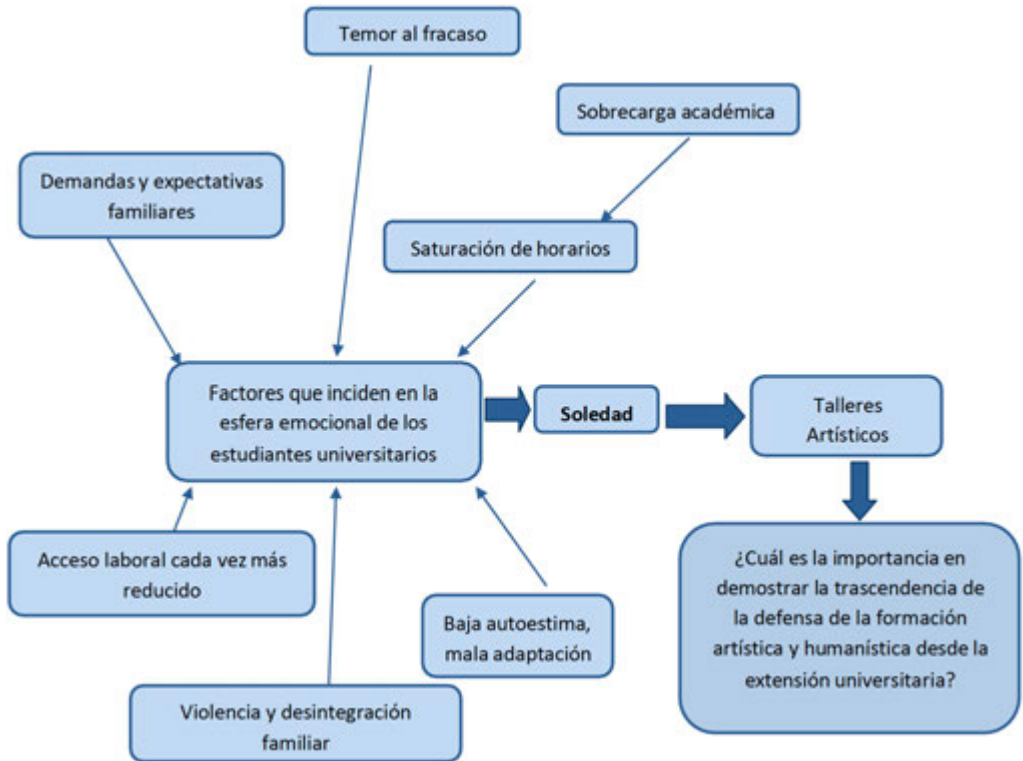 Temor al fracaso
Sobrecarga académica
Demandas y expectativas
familiares
Saturación de horarios
Factores que inciden en la
esfera emocional de los
estudiantes universitarios
Soledad
Talleres
Artísticos
Acceso laboral cada vez más
reducido
Baja autoestima,
mala adaptación
Violencia y desintegración
familiar
¿Cuál es la importancia en
demostrar la trascendencia de
la defensa de la formación
artística y humanística desde la
extensión universitaria?